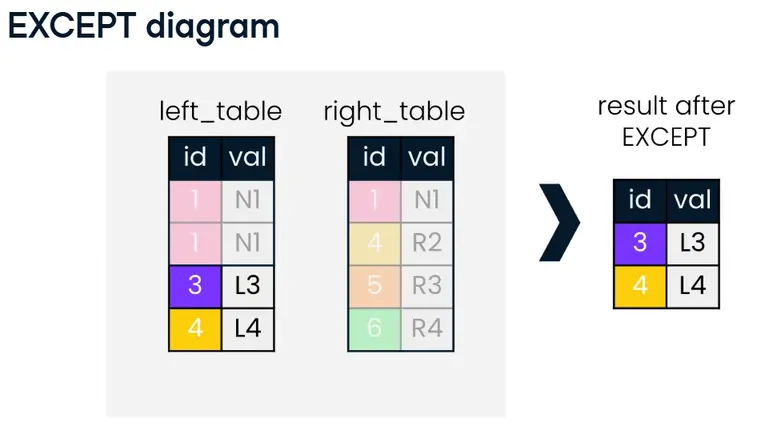 EXCEPT diagram
left_table
id val
1 N1
1 N1
3 L3
4 L4
right_table
id val
1 N1
4 R2
5 R3
6 R4
result after
EXCEPT
id val
3 L3
4 L4